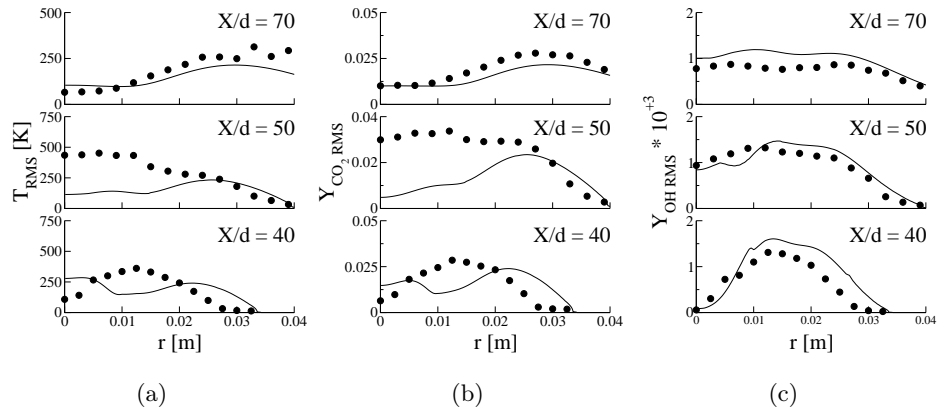 X/d = 70
500
250
0
X/d = 50
750
500
250
0
X/d = 40
750
500
250
0
0
0.01
0.02
0.03
0.04
T_RMS [K]
r [m]
(a)
X/d = 70
0.05
0.025
0
X/d = 50
0.04
0.02
0
X/d = 40
0.05
0.025
0
0
0.01
0.02
0.03
0.04
Y_CO₂ RMS
r [m]
(b)
X/d = 70
2
1
0
X/d = 50
2
1
0
X/d = 40
2
1
0
0
0.01
0.02
0.03
0.04
Y_OH RMS * 10^+3
r [m]
(c)